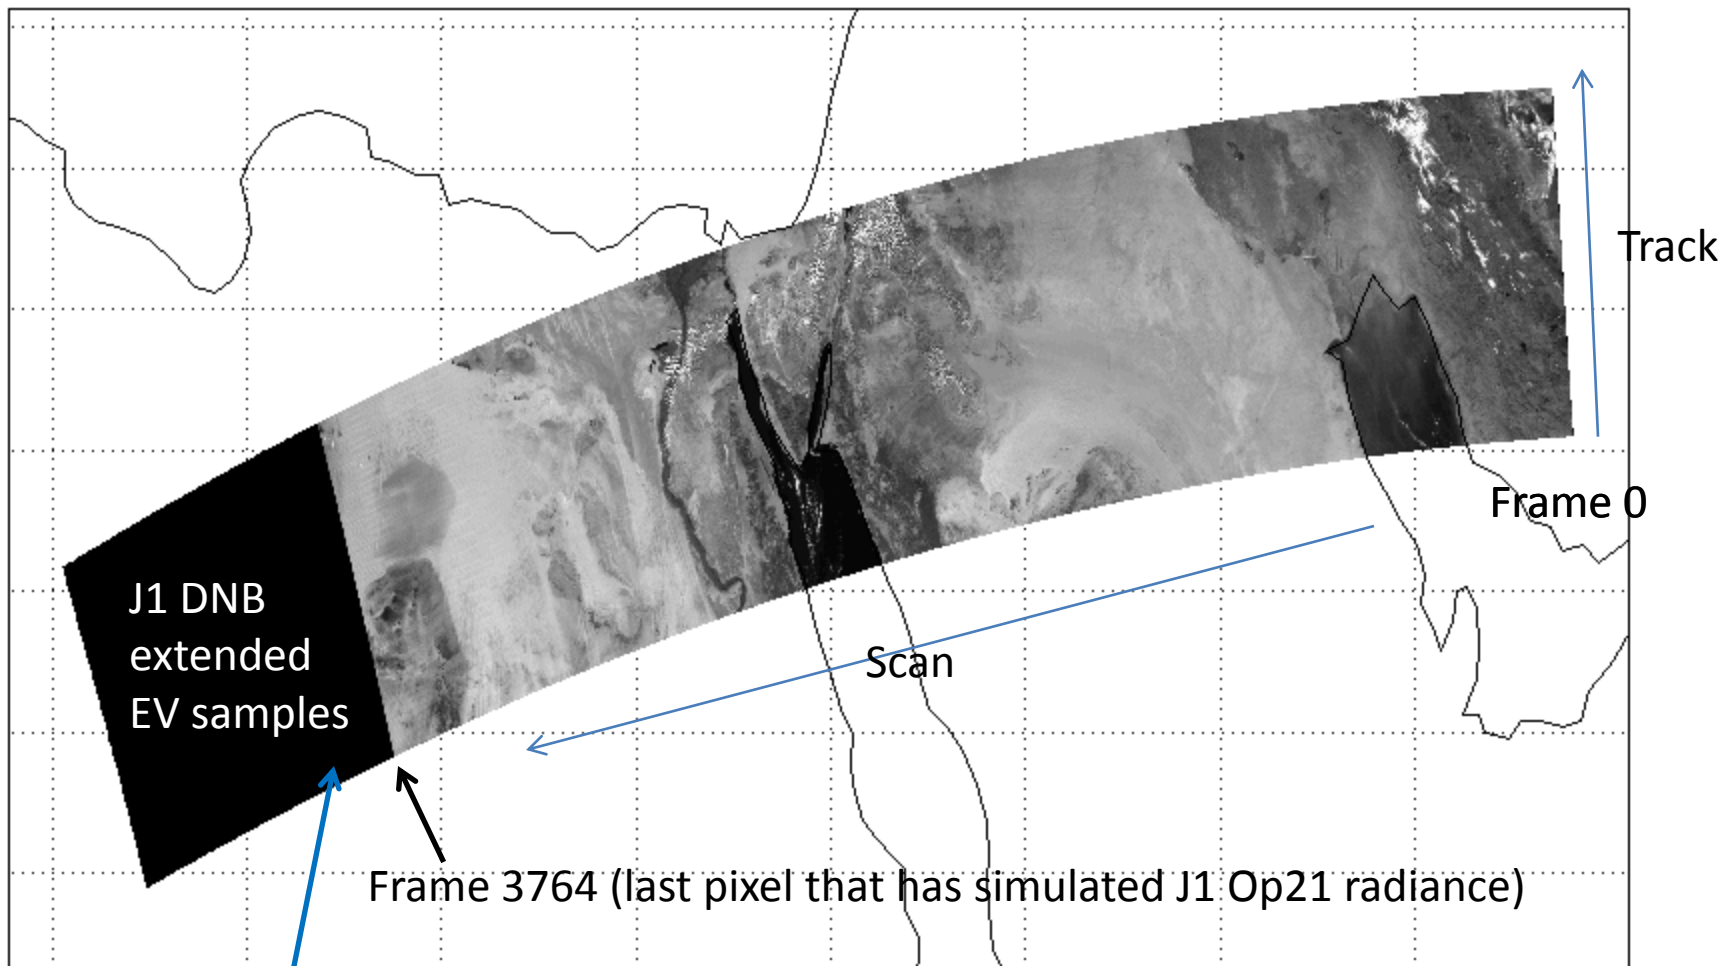 Track
Frame 0
J1 DNB
extended
EV samples
Scan
Frame 3764 (last pixel that has simulated J1 Op21 radiance)